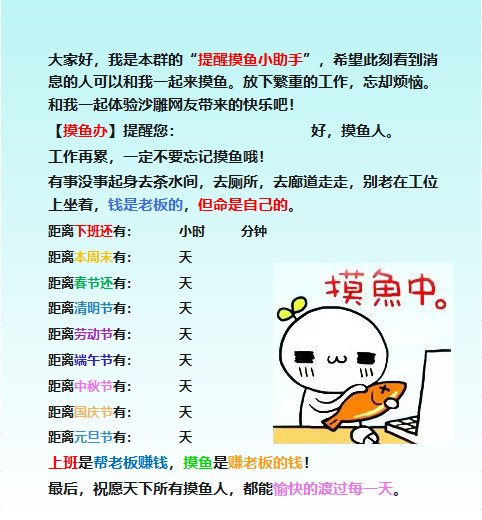 大家好，我是本群的“提醒摸鱼小助手”，希望此刻看到消
息的人可以和我一起来摸鱼。放下繁重的工作，忘却烦恼。
和我一起体验沙雕网友带来的快乐吧！
【摸鱼办】提醒您： 好，摸鱼人。
工作再累，一定不要忘记摸鱼哦！
有事没事起身去茶水间，去厕所，去廊道走走，别老在工位
上坐着，钱是老板的，但命是自己的。
距离下班还有： 小时 分钟
距离本周末有： 天
距离春节还有： 天
距离清明节有： 天
距离劳动节有： 天
距离端午节有： 天
距离中秋节有： 天
距离国庆节有： 天
距离元旦节有： 天
摸魚中。
上班是帮老板赚钱，摸鱼是赚老板的钱！
最后，祝愿天下所有摸鱼人，都能愉快的渡过每一天。